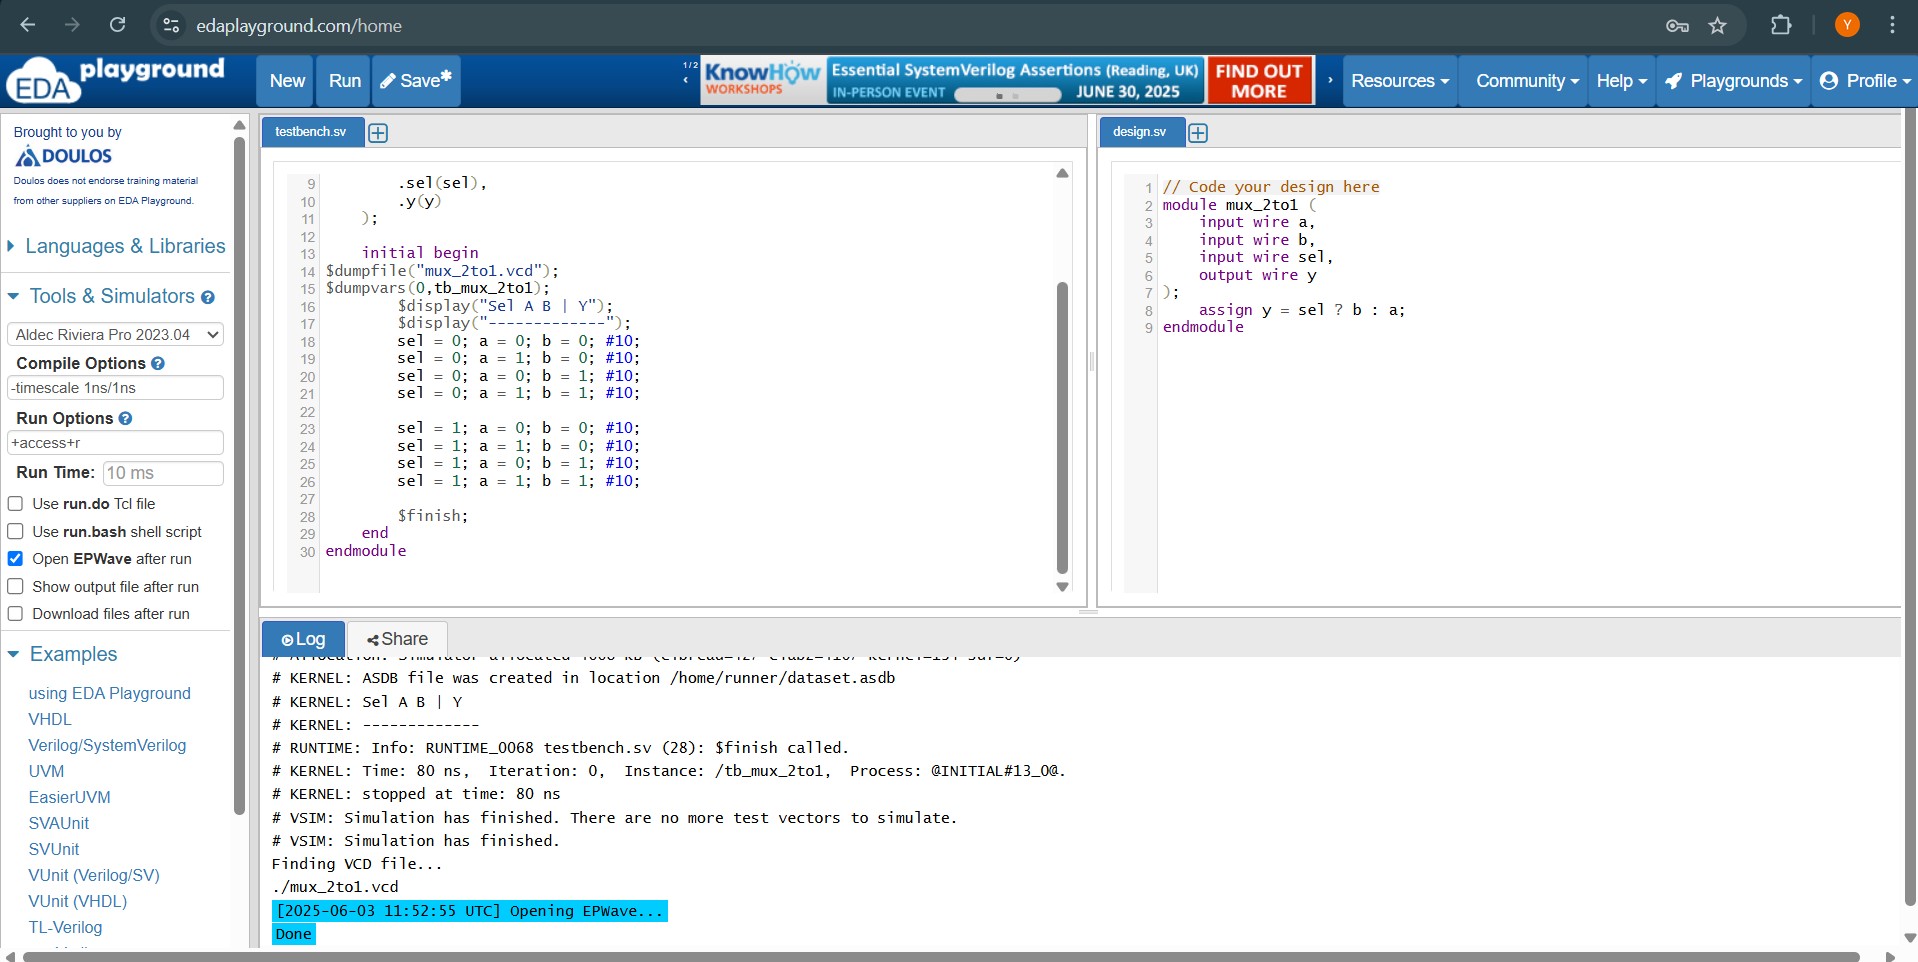 edaplayground.com/home
Y
EDA playground
New
Run
Save*
1/2
KnowHow
WORKSHOPS
Essential SystemVerilog Assertions (Reading, UK)
IN-PERSON EVENT
JUNE 30, 2025
FIND OUT
MORE
Resources
Community
Help
Playgrounds
Profile
Brought to you by
DOULOS
Doulos does not endorse training material
from other suppliers on EDA Playground.
Languages & Libraries
Tools & Simulators
Aldec Riviera Pro 2023.04
Compile Options
-timescale 1ns/1ns
Run Options
+access+r
Run Time: 10 ms
Use run.do Tcl file
Use run.bash shell script
Open EPWave after run
Show output file after run
Download files after run
Examples
using EDA Playground
VHDL
Verilog/SystemVerilog
UVM
EasierUVM
SVAUnit
SVUnit
VUnit (Verilog/SV)
VUnit (VHDL)
TL-Verilog
testbench.sv
9 .sel(sel),
10 .y(y)
11 );
12
13 initial begin
14 $dumpfile("mux_2to1.vcd");
15 $dumpvars(0,tb_mux_2to1);
16 $display("Sel A B | Y");
17 $display("-------------");
18 sel = 0; a = 0; b = 0; #10;
19 sel = 0; a = 1; b = 0; #10;
20 sel = 0; a = 0; b = 1; #10;
21 sel = 0; a = 1; b = 1; #10;
22
23 sel = 1; a = 0; b = 0; #10;
24 sel = 1; a = 1; b = 0; #10;
25 sel = 1; a = 0; b = 1; #10;
26 sel = 1; a = 1; b = 1; #10;
27
28 $finish;
29 end
30 endmodule
design.sv
1 // Code your design here
2 module mux_2to1 (
3 input wire a,
4 input wire b,
5 input wire sel,
6 output wire y
7 );
8 assign y = sel ? b : a;
9 endmodule
Log
Share
# KERNEL: ASDB file was created in location /home/runner/dataset.asdb
# KERNEL: Sel A B | Y
# KERNEL: -------------
# RUNTIME: Info: RUNTIME_0068 testbench.sv (28): $finish called.
# KERNEL: Time: 80 ns, Iteration: 0, Instance: /tb_mux_2to1, Process: @INITIAL#13_0@.
# KERNEL: stopped at time: 80 ns
# VSIM: Simulation has finished. There are no more test vectors to simulate.
# VSIM: Simulation has finished.
Finding VCD file...
./mux_2to1.vcd
[2025-06-03 11:52:55 UTC] Opening EPWave...
Done